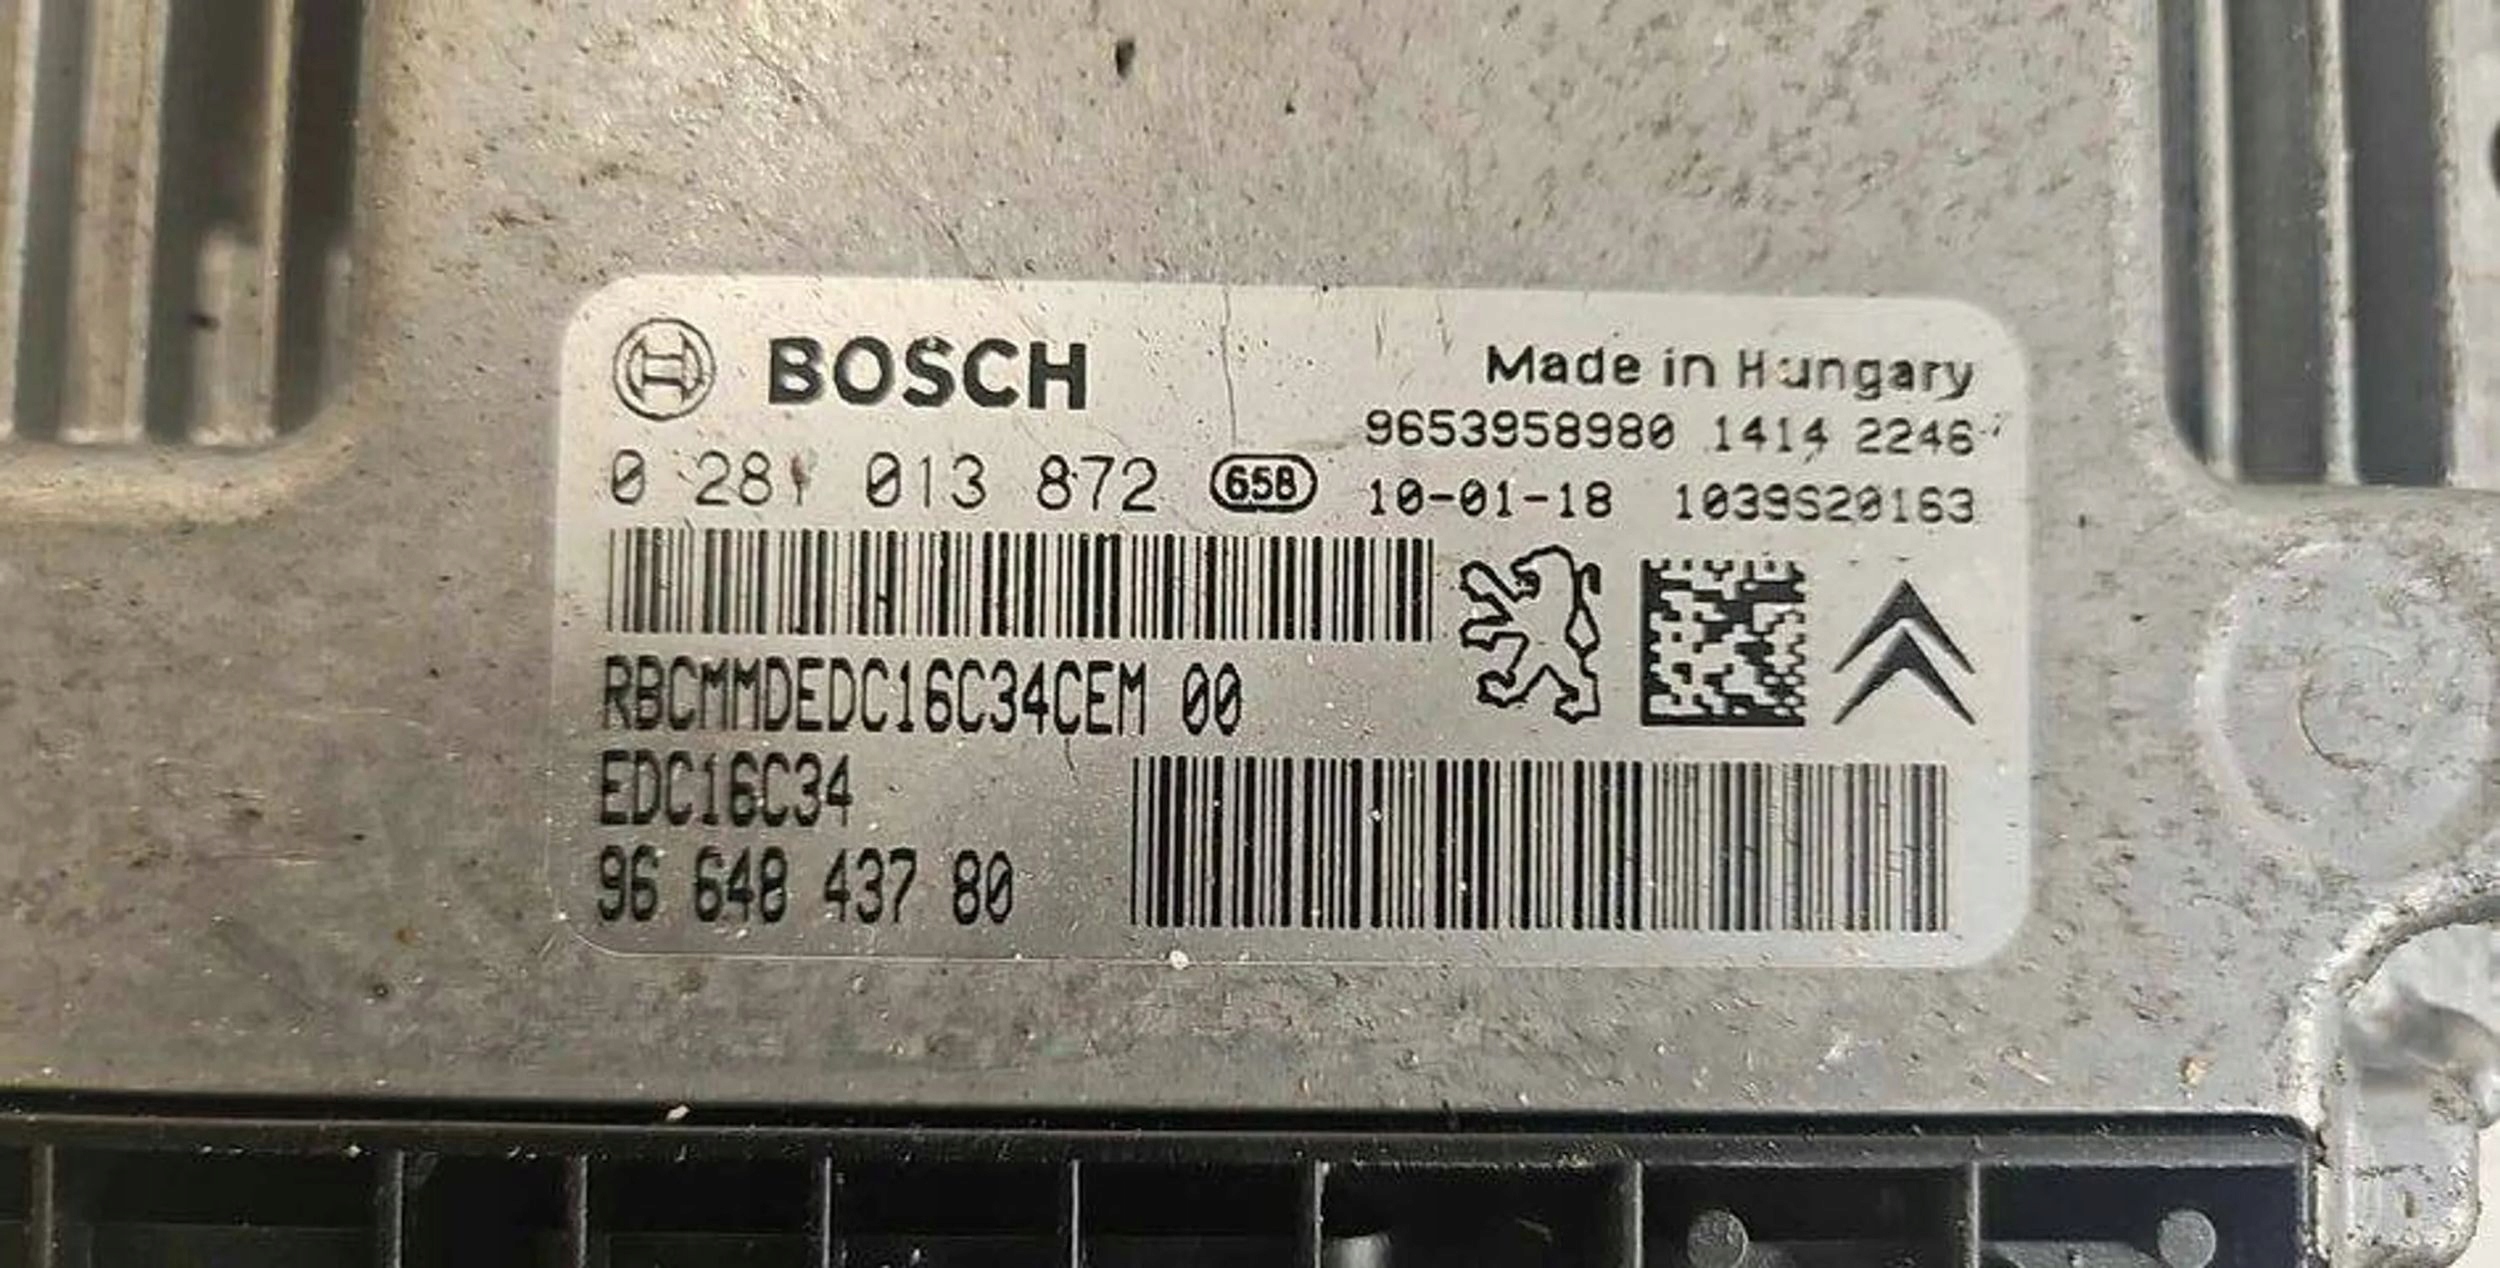 BOSCH
Made in Hungary
9653958980 1414 2246
0 281 013 872 65B 10-01-18 1039S20163
RBCMMDEDC16C34CEM 00
EDC16C34
96 648 437 80